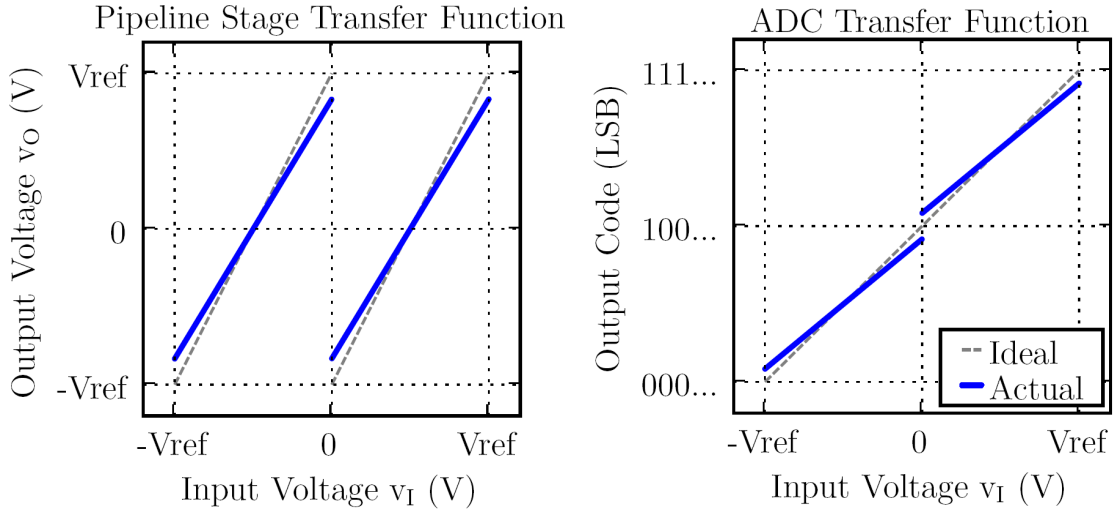 Pipeline Stage Transfer Function
Output Voltage vO (V)
Vref
0
-Vref
-Vref 0 Vref
Input Voltage vI (V)
ADC Transfer Function
Output Code (LSB)
111...
100...
000...
Ideal
Actual
-Vref 0 Vref
Input Voltage vI (V)